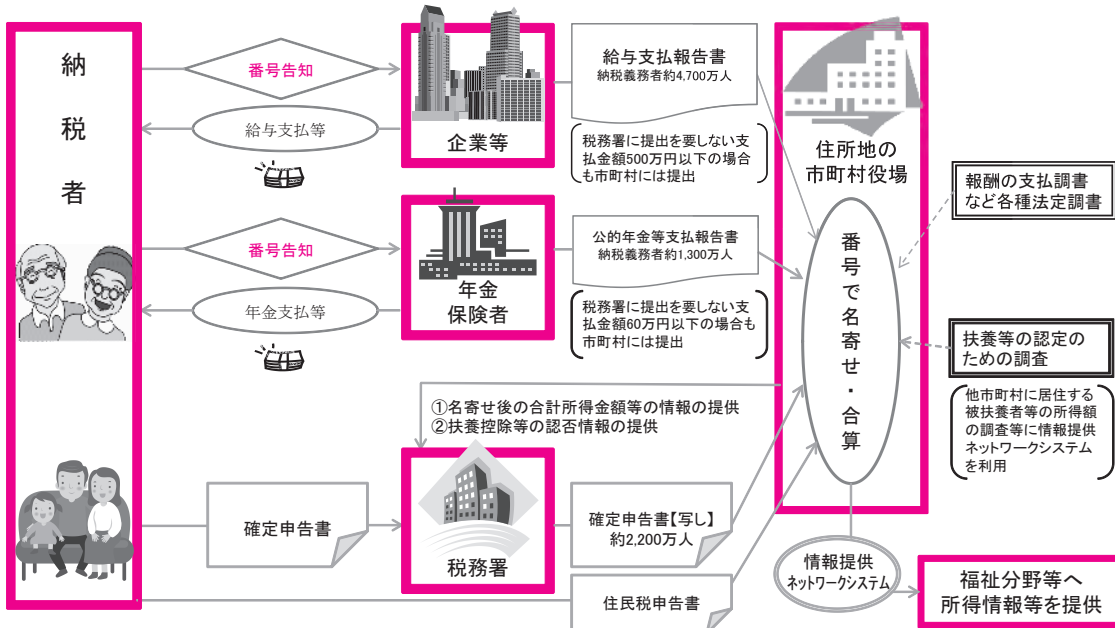 納税者
番号告知
給与支払等
企業等
給与支払報告書
納税義務者約4,700万人
税務署に提出を要しない支
払金額500万円以下の場合
も市町村には提出
番号告知
年金支払等
年金
保険者
公的年金等支払報告書
納税義務者約1,300万人
税務署に提出を要しない支
払金額60万円以下の場合も
市町村には提出
①名寄せ後の合計所得金額等の情報の提供
②扶養控除等の認否情報の提供
確定申告書
税務署
確定申告書【写し】
約2,200万人
住民税申告書
住所地の
市町村役場
番号で名寄せ・合算
報酬の支払調書
など各種法定調書
扶養等の認定の
ための調査
他市町村に居住する
被扶養者等の所得額
の調査等に情報提供
ネットワークシステム
を利用
情報提供
ネットワークシステム
福祉分野等へ
所得情報等を提供